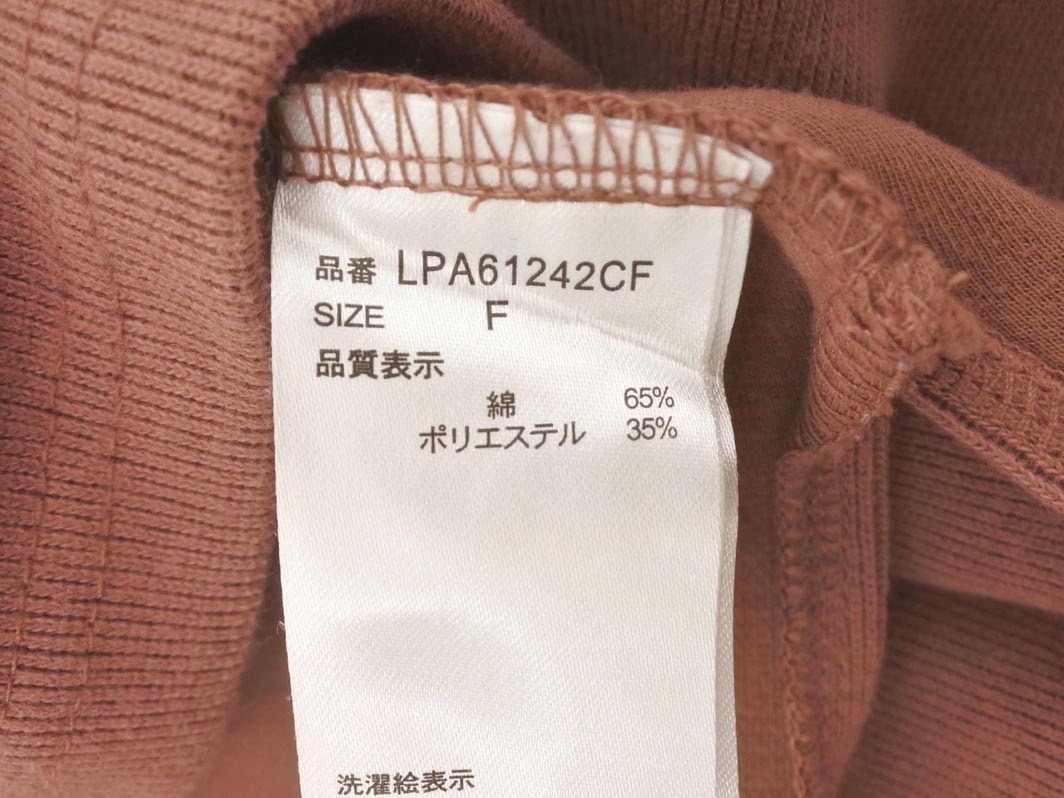 品番 LPA61242CF
SIZE F
品質表示
綿 65%
ポリエステル 35%
洗濯絵表示